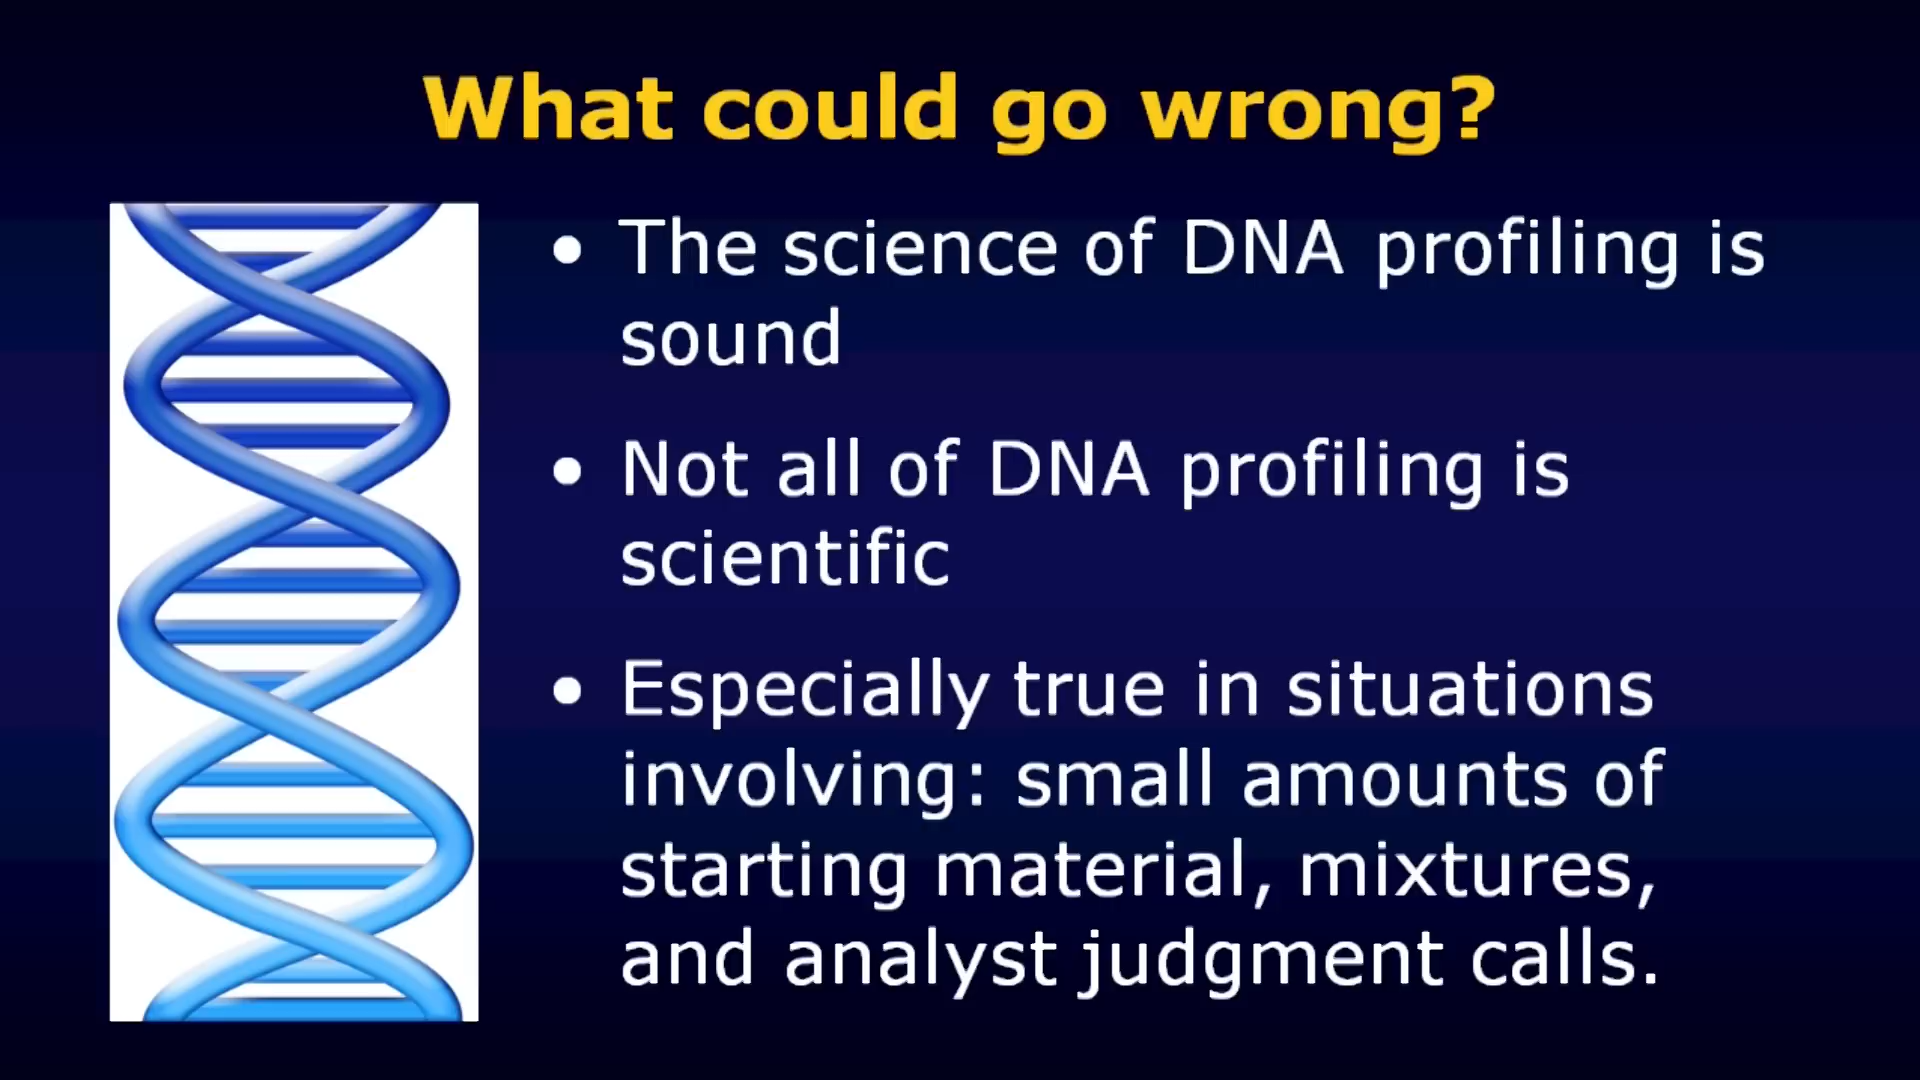 What could go wrong?
• The science of DNA profiling is
sound
• Not all of DNA profiling is
scientific
• Especially true in situations
involving: small amounts of
starting material, mixtures,
and analyst judgment calls.